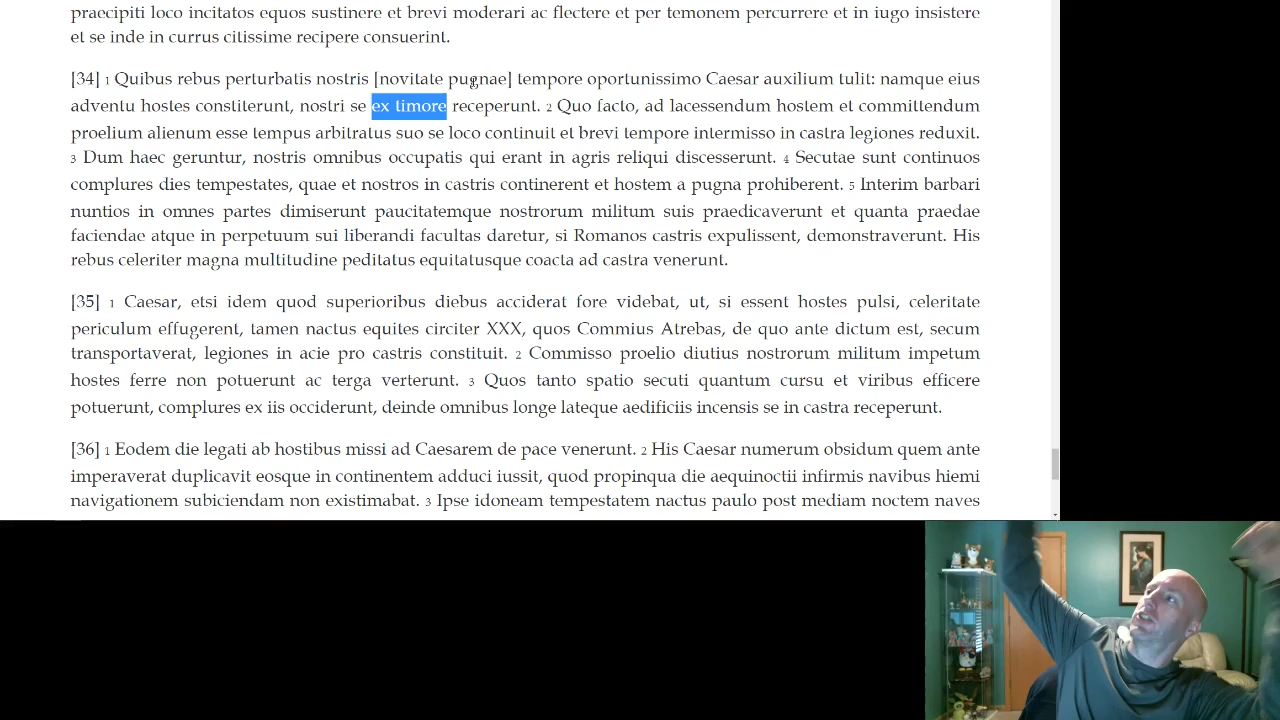 praecipiti loco incitatos equos sustinere et brevi moderari ac flectere et per temonem percurrere et in iugo insistere
et se inde in currus citissime recipere consuerint.
[34] 1 Quibus rebus perturbatis nostris [novitate pugnae] tempore oportunissimo Caesar auxilium tulit: namque eius
adventu hostes constiterunt, nostri se ex timore receperunt. 2 Quo facto, ad lacessendum hostem et committendum
proelium alienum esse tempus arbitratus suo se loco continuit et brevi tempore intermisso in castra legiones reduxit.
3 Dum haec geruntur, nostris omnibus occupatis qui erant in agris reliqui discesserunt. 4 Secutae sunt continuos
complures dies tempestates, quae et nostros in castris continerent et hostem a pugna prohiberent. 5 Interim barbari
nuntios in omnes partes dimiserunt paucitatemque nostrorum militum suis praedicaverunt et quanta praedae
faciendae atque in perpetuum sui liberandi facultas daretur, si Romanos castris expulissent, demonstraverunt. His
rebus celeriter magna multitudine peditatus equitatusque coacta ad castra venerunt.
[35] 1 Caesar, etsi idem quod superioribus diebus acciderat fore videbat, ut, si essent hostes pulsi, celeritate
periculum effugerent, tamen nactus equites circiter XXX, quos Commius Atrebas, de quo ante dictum est, secum
transportaverat, legiones in acie pro castris constituit. 2 Commisso proelio diutius nostrorum militum impetum
hostes ferre non potuerunt ac terga verterunt. 3 Quos tanto spatio secuti quantum cursu et viribus efficere
potuerunt, complures ex iis occiderunt, deinde omnibus longe lateque aedificiis incensis se in castra receperunt.
[36] 1 Eodem die legati ab hostibus missi ad Caesarem de pace venerunt. 2 His Caesar numerum obsidum quem ante
imperaverat duplicavit eosque in continentem adduci iussit, quod propinqua die aequinoctii infirmis navibus hiemi
navigationem subiciendam non existimabat. 3 Ipse idoneam tempestatem nactus paulo post mediam noctem naves